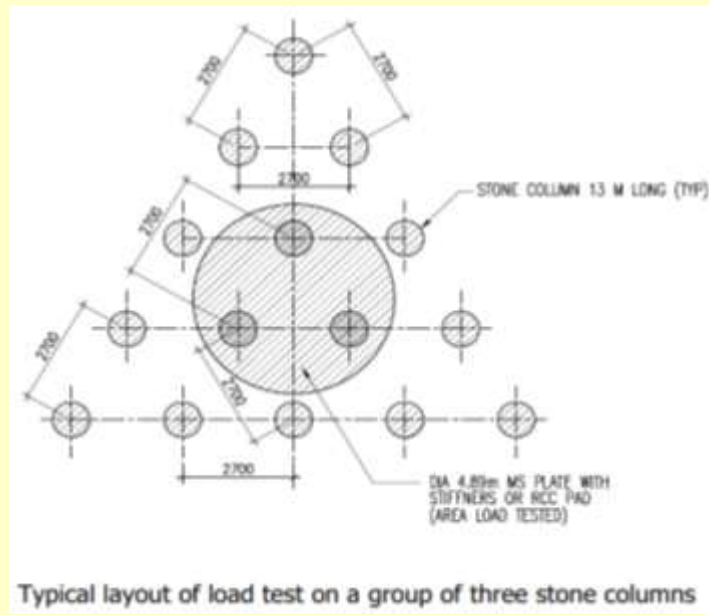 2700
2700
2700
STONE COLUMN 13 M LONG (TYP)
2700
2700
2700
2700
DIA 4.89m MS PLATE WITH
STIFFNERS OR RCC PAD
(AREA LOAD TESTED)
Typical layout of load test on a group of three stone columns